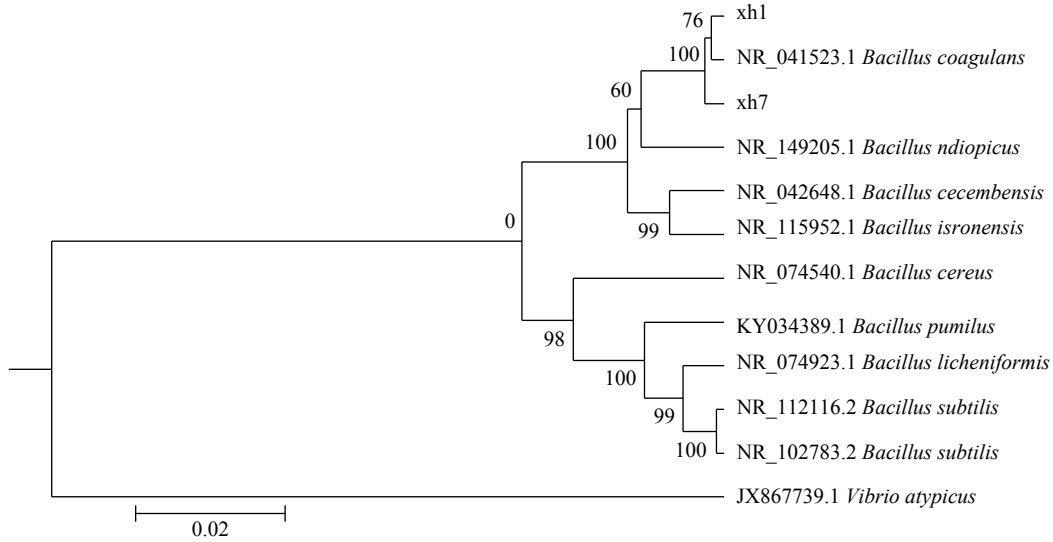 xh1
76
NR_041523.1 Bacillus coagulans
100
xh7
60
NR_149205.1 Bacillus ndiopicus
100
NR_042648.1 Bacillus cecembensis
0
NR_115952.1 Bacillus isronensis
99
NR_074540.1 Bacillus cereus
98
KY034389.1 Bacillus pumilus
100
NR_074923.1 Bacillus licheniformis
99
NR_112116.2 Bacillus subtilis
100
NR_102783.2 Bacillus subtilis
JX867739.1 Vibrio atypicus
0.02